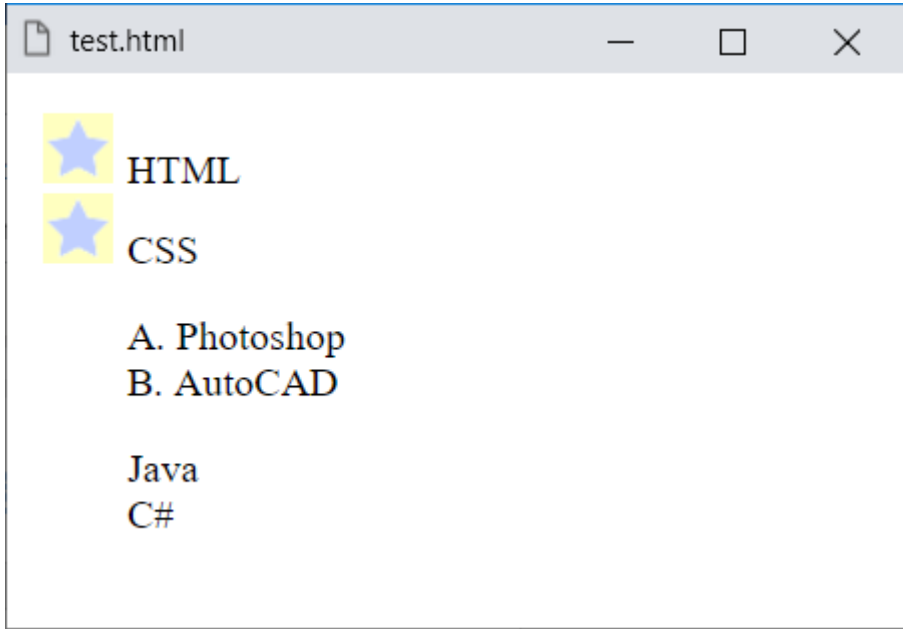 test.html
HTML
CSS
A. Photoshop
B. AutoCAD
Java
C#